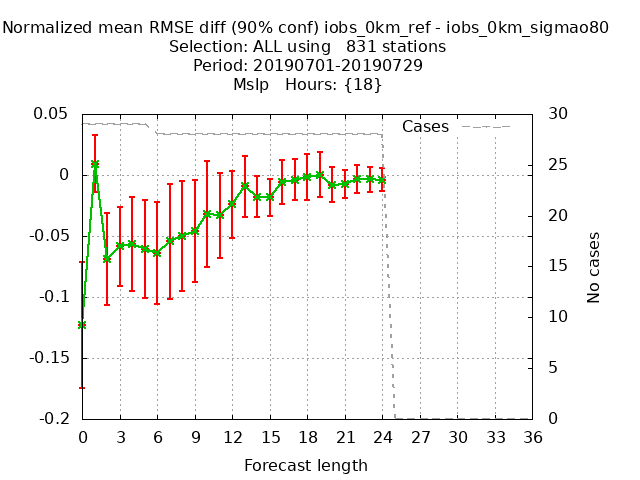 Normalized mean RMSE diff (90% conf) iobs_0km_ref - iobs_0km_sigmao80
Selection: ALL using   831 stations
Period: 20190701-20190729
Mslp   Hours: {18}
Cases
0.05
0
-0.05
-0.1
-0.15
-0.2
30
25
20
15
10
5
0
No cases
0 3 6 9 12 15 18 21 24 27 30 33 36
Forecast length